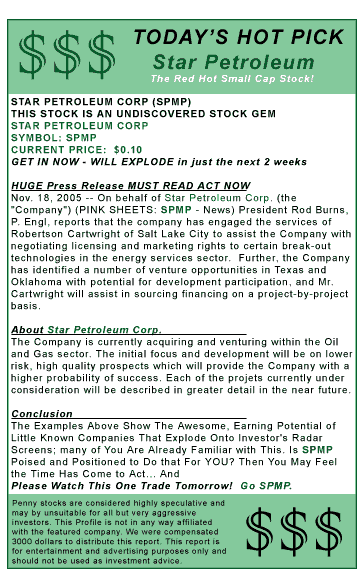 $$$
TODAY'S HOT PICK
Star Petroleum
The Red Hot Small Cap Stock!
STAR PETROLEUM CORP (SPMP)
THIS STOCK IS AN UNDISCOVERED STOCK GEM
STAR PETROLEUM CORP
SYMBOL: SPMP
CURRENT PRICE: $0.10
GET IN NOW - WILL EXPLODE in just the next 2 weeks
HUGE Press Release MUST READ ACT NOW
Nov. 18, 2005 -- On behalf of Star Petroleum Corp. (the
"Company") (PINK SHEETS: SPMP - News) President Rod Burns,
P. Engl, reports that the company has engaged the services of
Robertson Cartwright of Salt Lake City to assist the Company with
negotiating licensing and marketing rights to certain break-out
technologies in the energy services sector. Further, the Company
has identified a number of venture opportunities in Texas and
Oklahoma with potential for development participation, and Mr.
Cartwright will assist in sourcing financing on a project-by-project
basis.
About Star Petroleum Corp.
The Company is currently acquiring and venturing within the Oil
and Gas sector. The initial focus and development will be on lower
risk, high quality prospects which will provide the Company with a
higher probability of success. Each of the projets currently under
consideration will be described in greater detail in the near future.
Conclusion
The Examples Above Show The Awesome, Earning Potential of
Little Known Companies That Explode Onto Investor's Radar
Screens; many of You Are Already Familiar with This. Is SPMP
Poised and Positioned to Do that For YOU? Then You May Feel
the Time Has Come to Act... And
Please Watch This One Trade Tomorrow! Go SPMP.
Penny stocks are considered highly speculative and
may by unsuitable for all but very aggressive
investors. This Profile is not in any way affiliated
with the featured company. We were compensated
3000 dollars to distribute this report. This report is
for entertainment and advertising purposes only and
should not be used as investment advice.
$$$